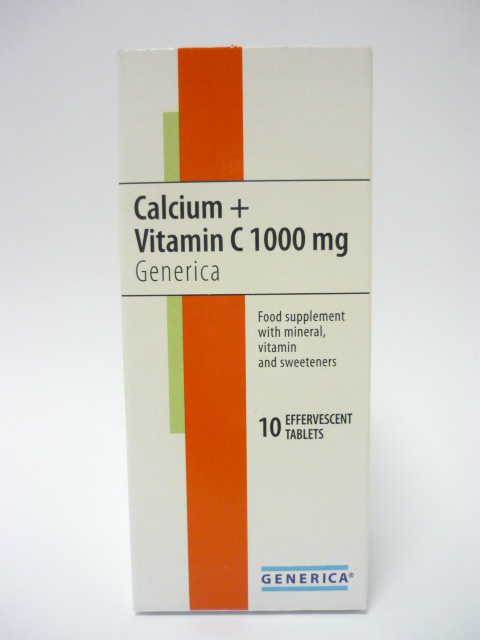 Calcium +
Vitamin C 1000 mg
Generica
Food supplement
with mineral,
vitamin
and sweeteners
10 EFFERVESCENT
TABLETS
GENERICA®